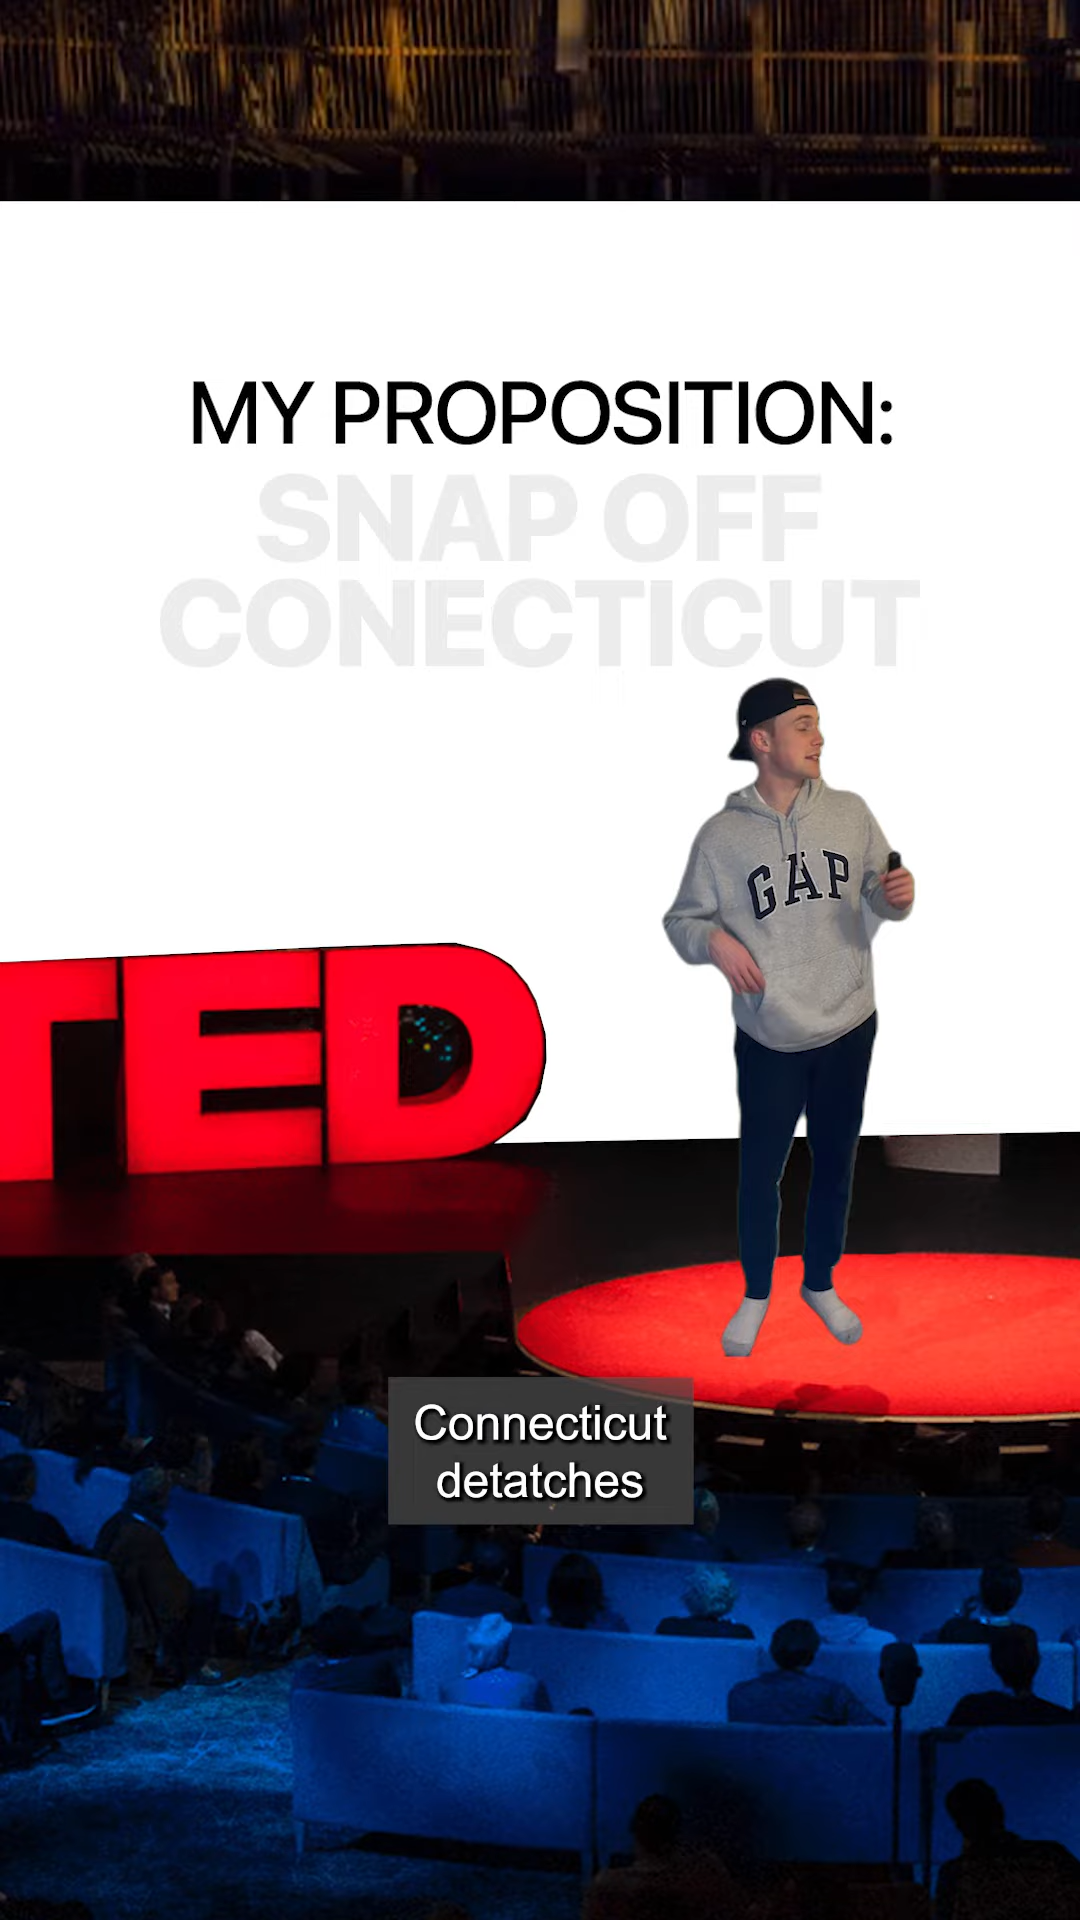 MY PROPOSITION:
SNAP OFF
CONECTICUT
GAP
TED
Connecticut
detatches